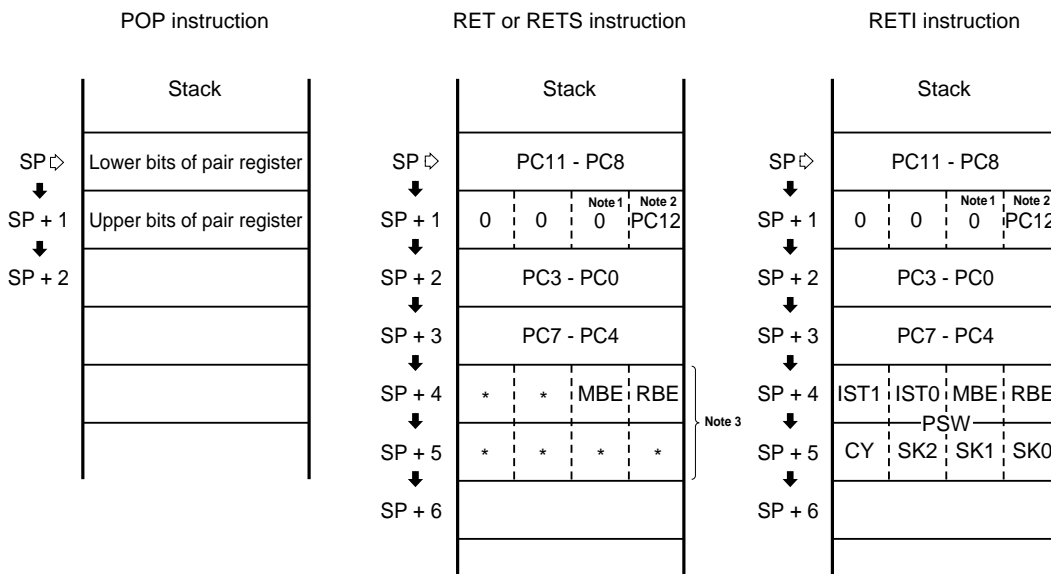 POP instruction
Stack
SP
Lower bits of pair register
SP + 1
Upper bits of pair register
SP + 2
RET or RETS instruction
Stack
SP
PC11 - PC8
Note 1 Note 2
SP + 1 0 0 0 PC12
SP + 2 PC3 - PC0
SP + 3 PC7 - PC4
SP + 4 * * MBE RBE
Note 3
SP + 5 * * * *
SP + 6
RETI instruction
Stack
SP
PC11 - PC8
Note 1 Note 2
SP + 1 0 0 0 PC12
SP + 2 PC3 - PC0
SP + 3 PC7 - PC4
SP + 4 IST1 IST0 MBE RBE
PSW
SP + 5 CY SK2 SK1 SK0
SP + 6